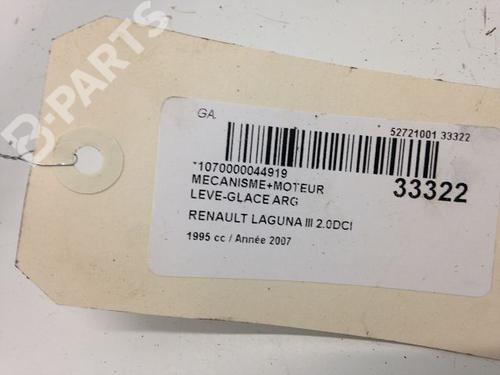 B-PARTS
GA.
52721001 33322
*1070000044919
MECANISME+MOTEUR
33322
LEVE-GLACE ARG
RENAULT LAGUNA III 2.0DCI
1995 cc / Année 2007